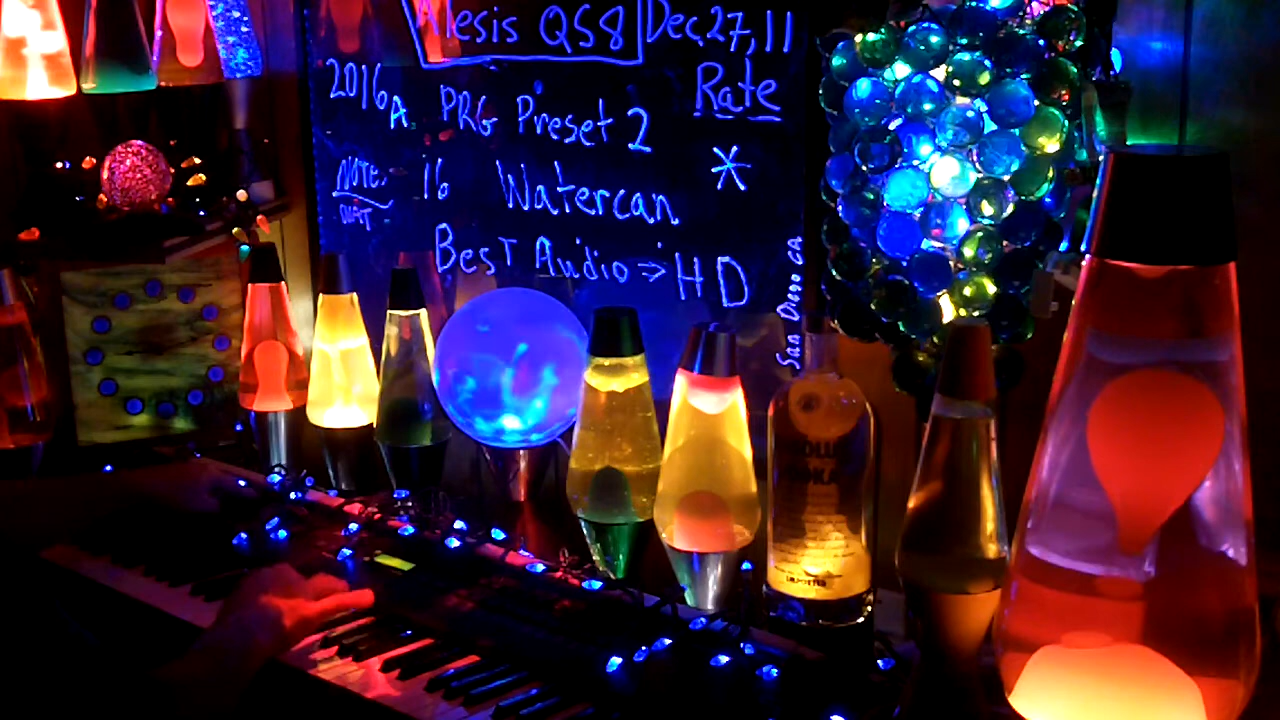 Alesis QS8 Dec,27,11
Rate
2016A PRG Preset 2
NOTE: 16 Watercan *
Best Audio => HD
San Diego CA